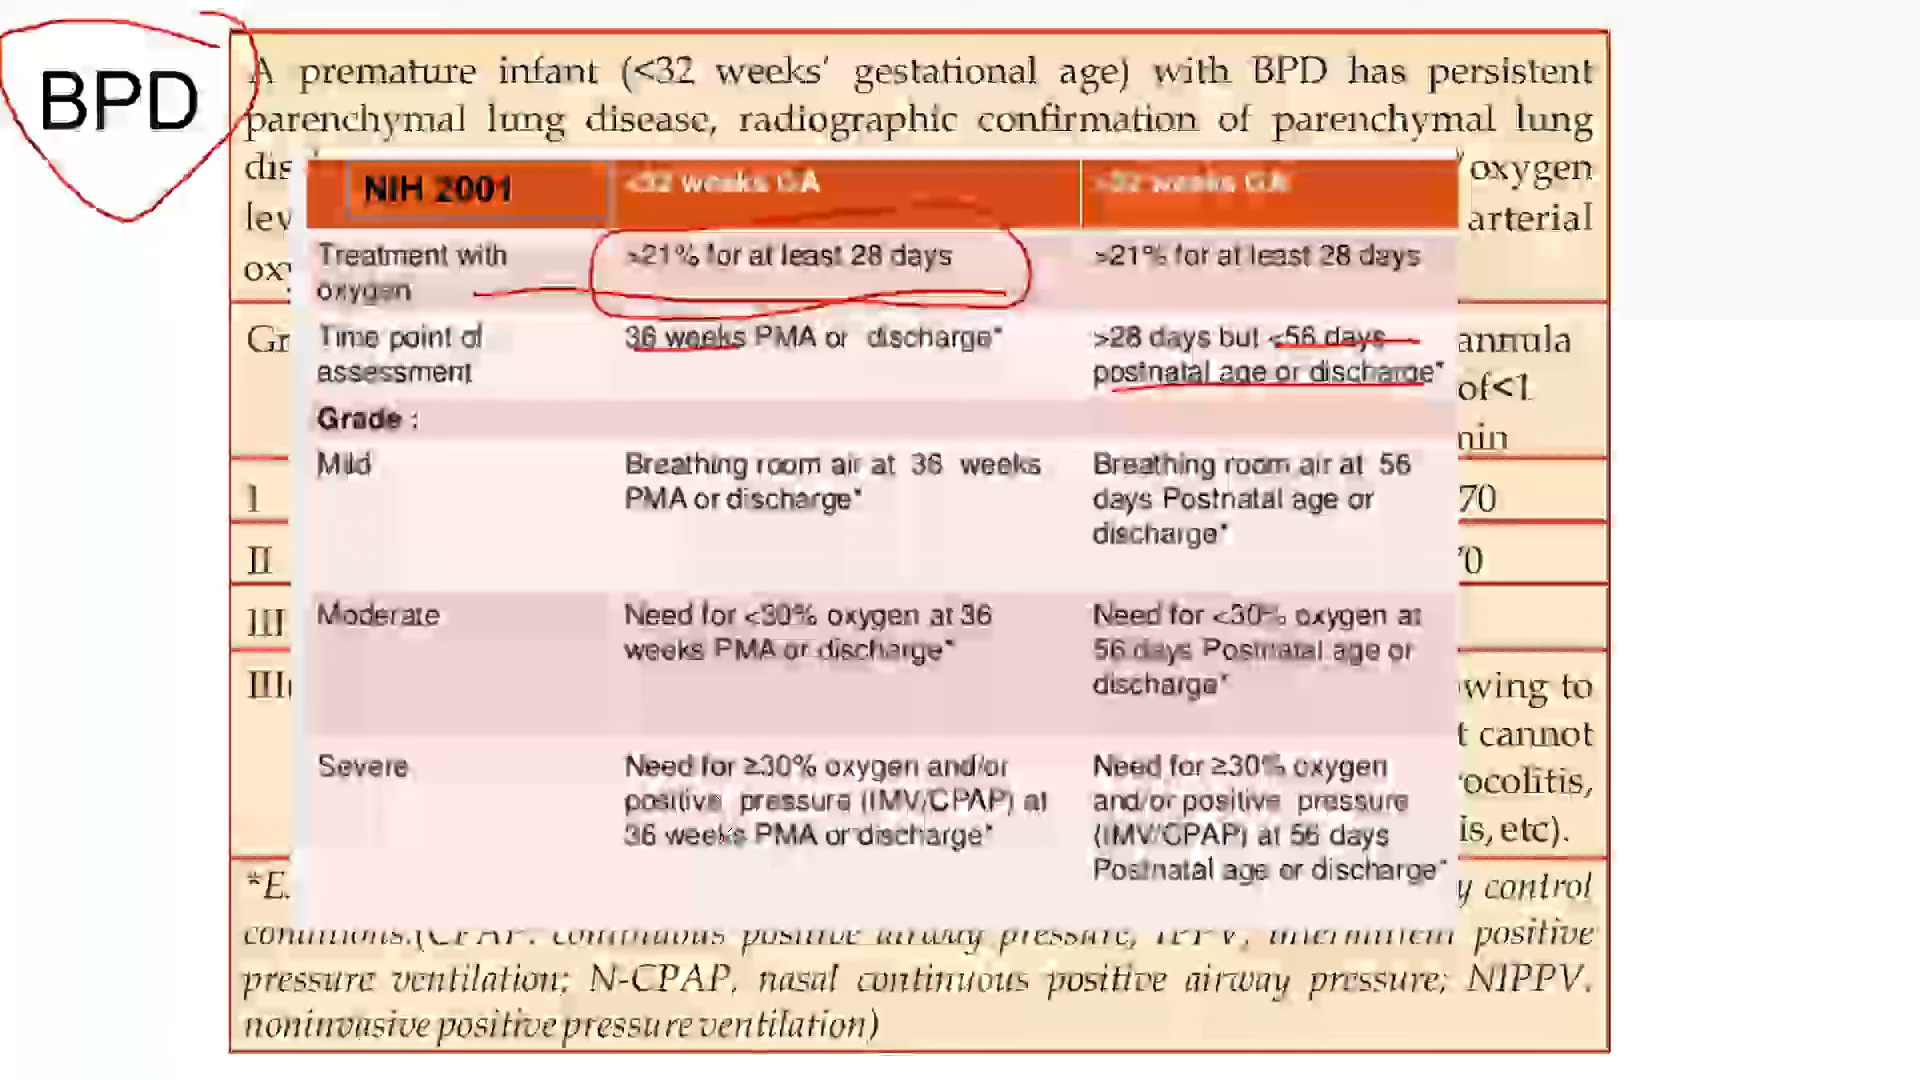 BPD
A premature infant (<32 weeks' gestational age) with BPD has persistent
parenchymal lung disease, radiographic confirmation of parenchymal lung
oxygen
arterial
NIH 2001 <32 weeks GA 32 weeks GA
Treatment with oxygen >21% for at least 28 days >21% for at least 28 days
Time point of assessment 36 weeks PMA or discharge* >28 days but <56 days postnatal age or discharge*
Grade :
Mild Breathing room air at 36 weeks PMA or discharge* Breathing room air at 56 days Postnatal age or discharge*
Moderate Need for <30% oxygen at 36 weeks PMA or discharge* Need for <30% oxygen at 56 days Postnatal age or discharge*
Severe Need for ≥30% oxygen and/or positive pressure (IMV/CPAP) at 36 weeks PMA or discharge* Need for ≥30% oxygen and/or positive pressure (IMV/CPAP) at 56 days Postnatal age or discharge*
of<1
I 70
II
III
wing to
cannot
is, etc).
control
positive
pressure ventilation; N-CPAP, nasal continuous positive airway pressure; NIPPV,
noninvasive positive pressure ventilation)